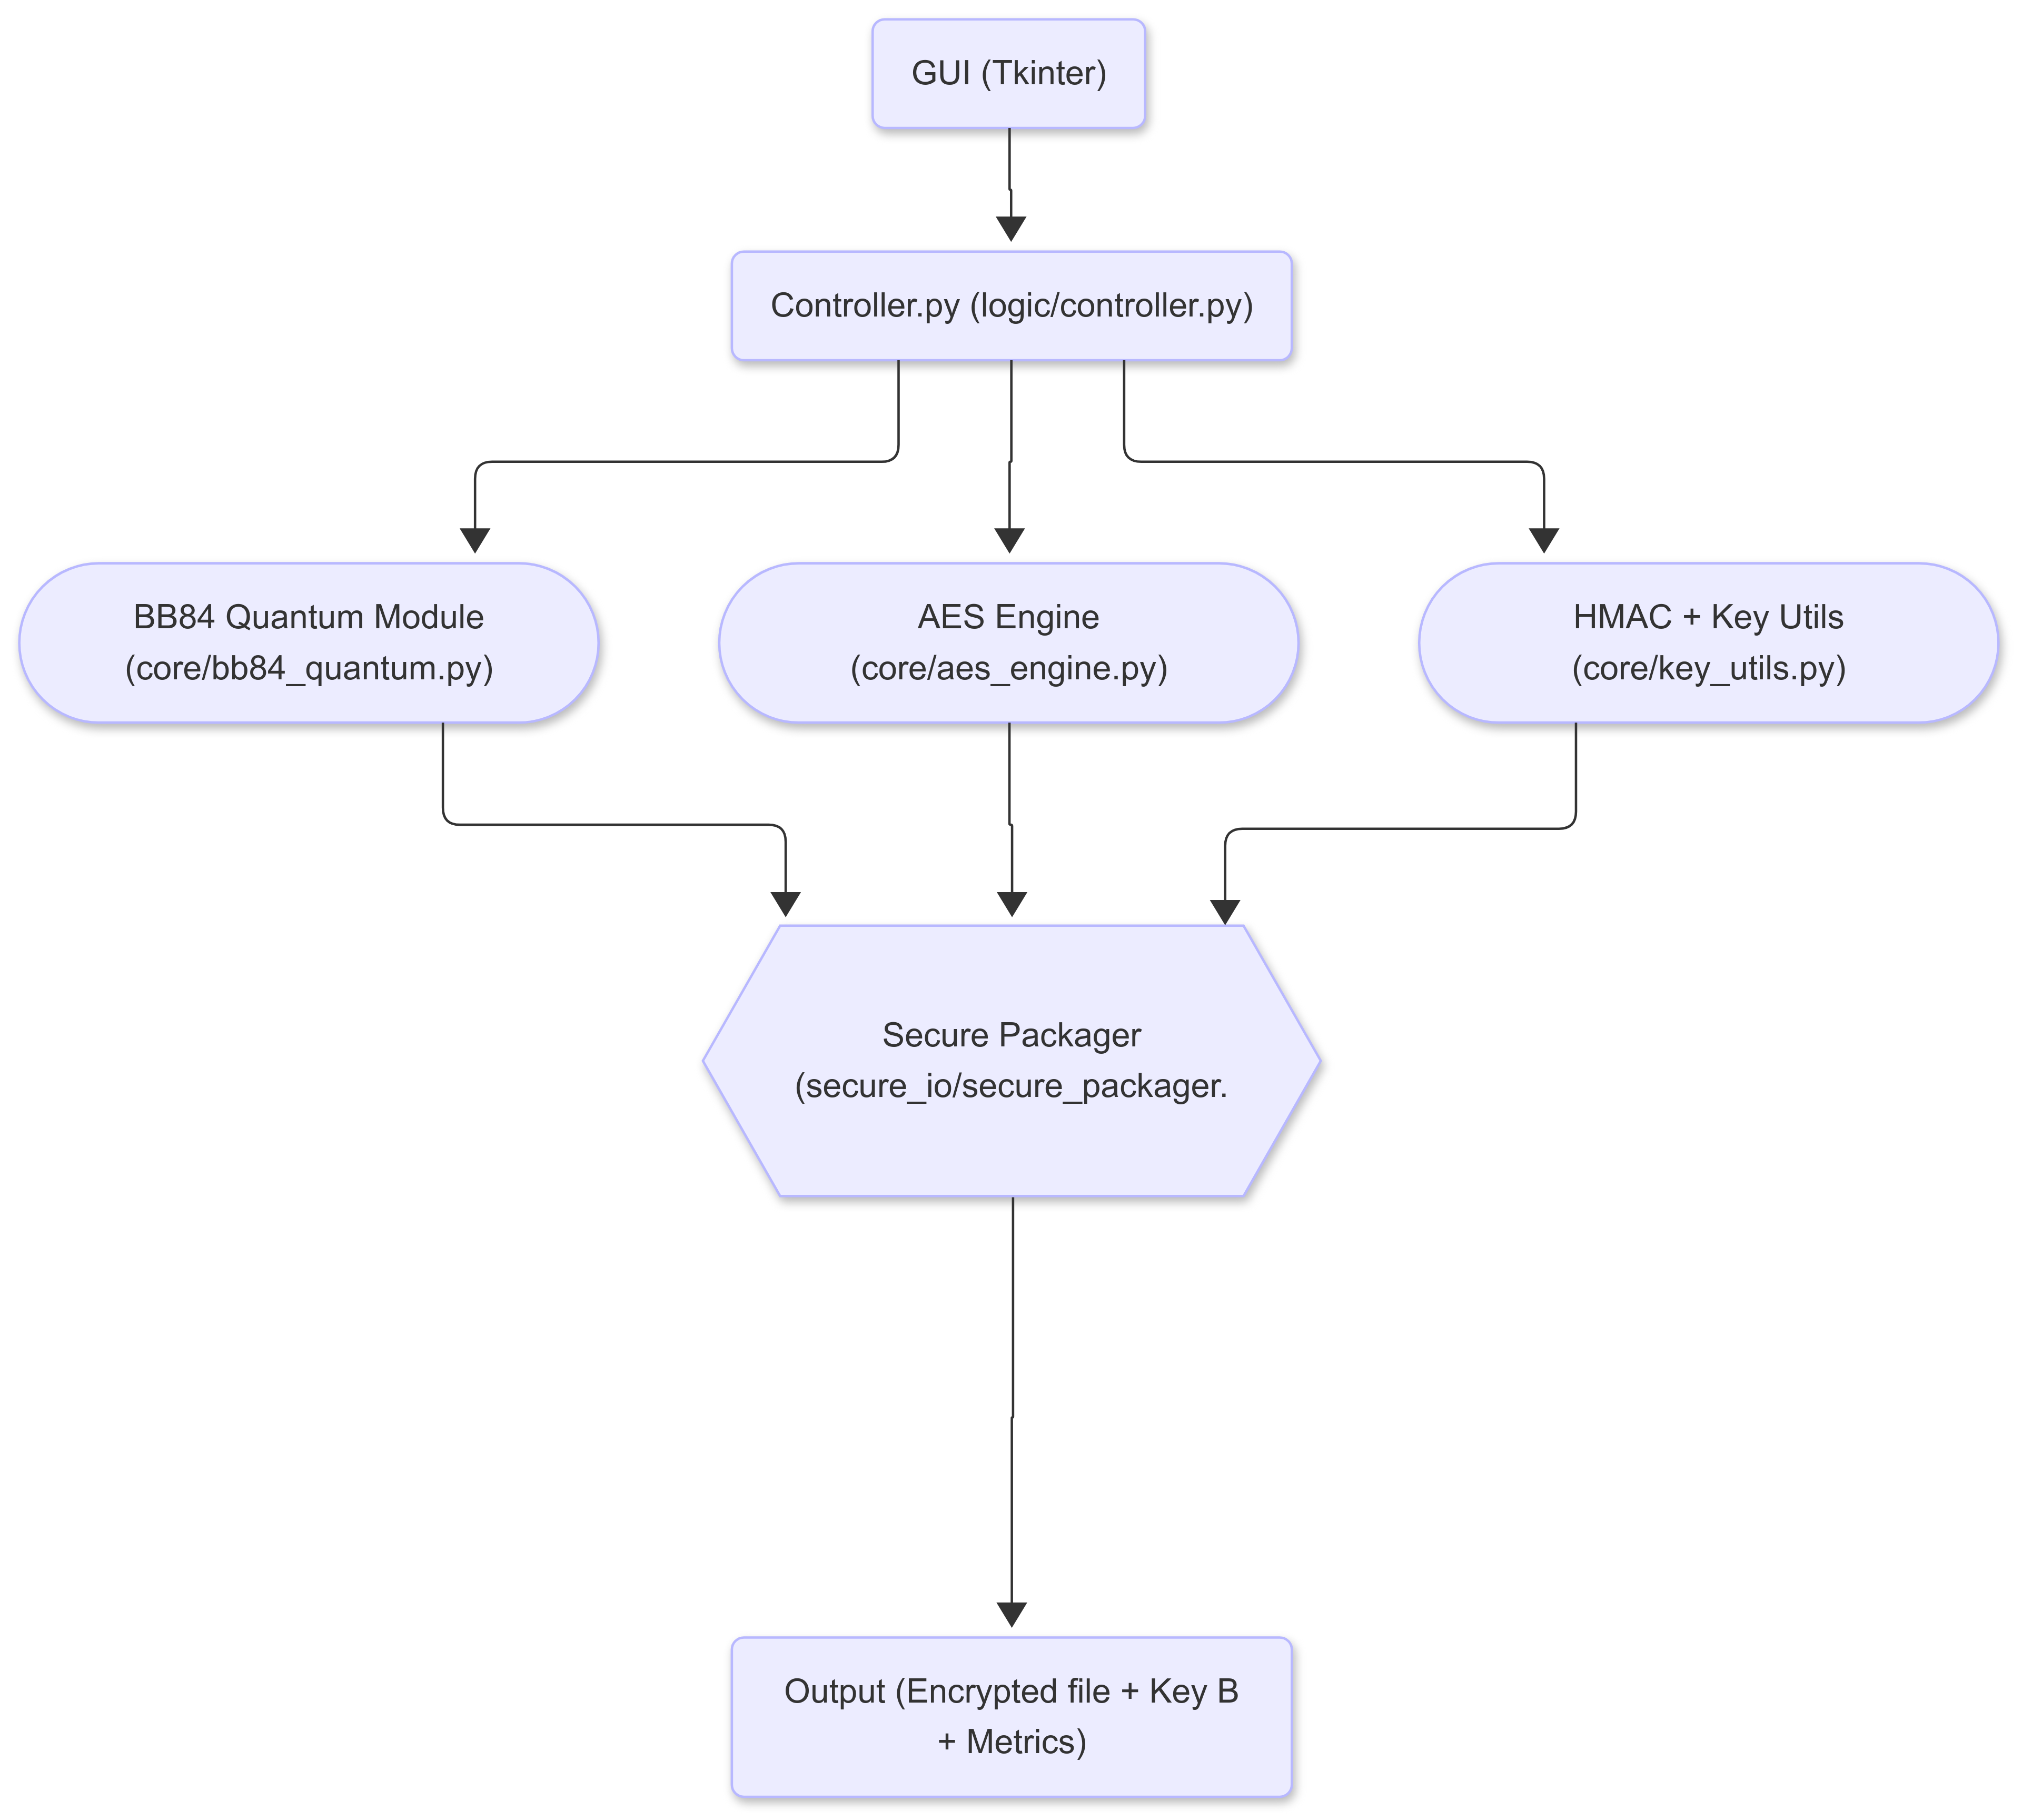 GUI (Tkinter)
Controller.py (logic/controller.py)
BB84 Quantum Module
(core/bb84_quantum.py)
AES Engine
(core/aes_engine.py)
HMAC + Key Utils
(core/key_utils.py)
Secure Packager
(secure_io/secure_packager.
Output (Encrypted file + Key B
+ Metrics)